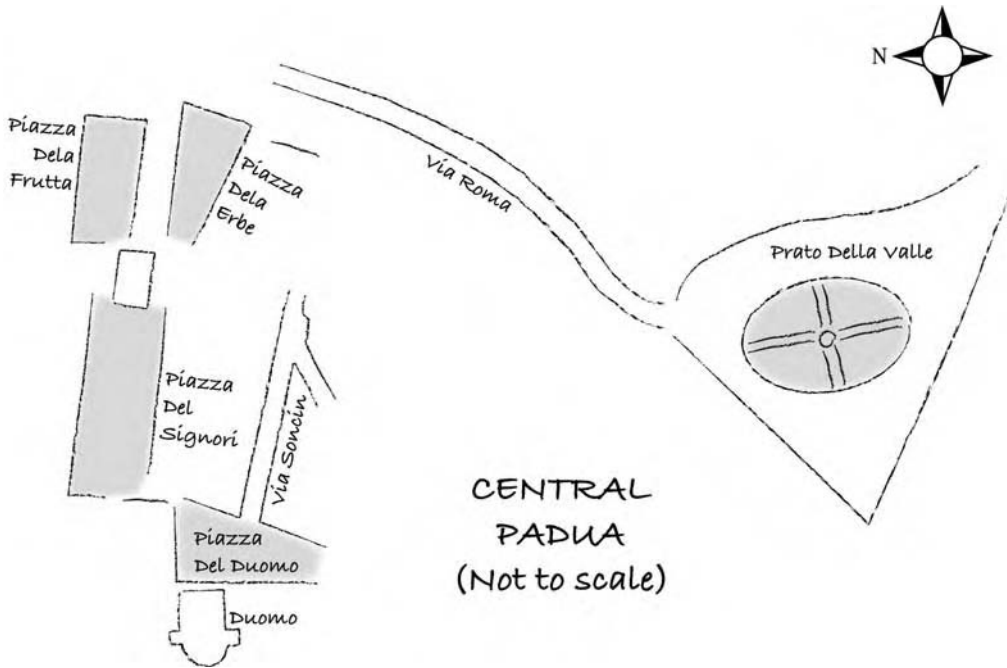 N
Piazza
Dela
Frutta
Piazza
Dela
Erbe
Via Roma
Prato Della Valle
Piazza
Del
Signori
Via Soncin
CENTRAL
PADUA
(Not to scale)
Piazza
Del Duomo
Duomo